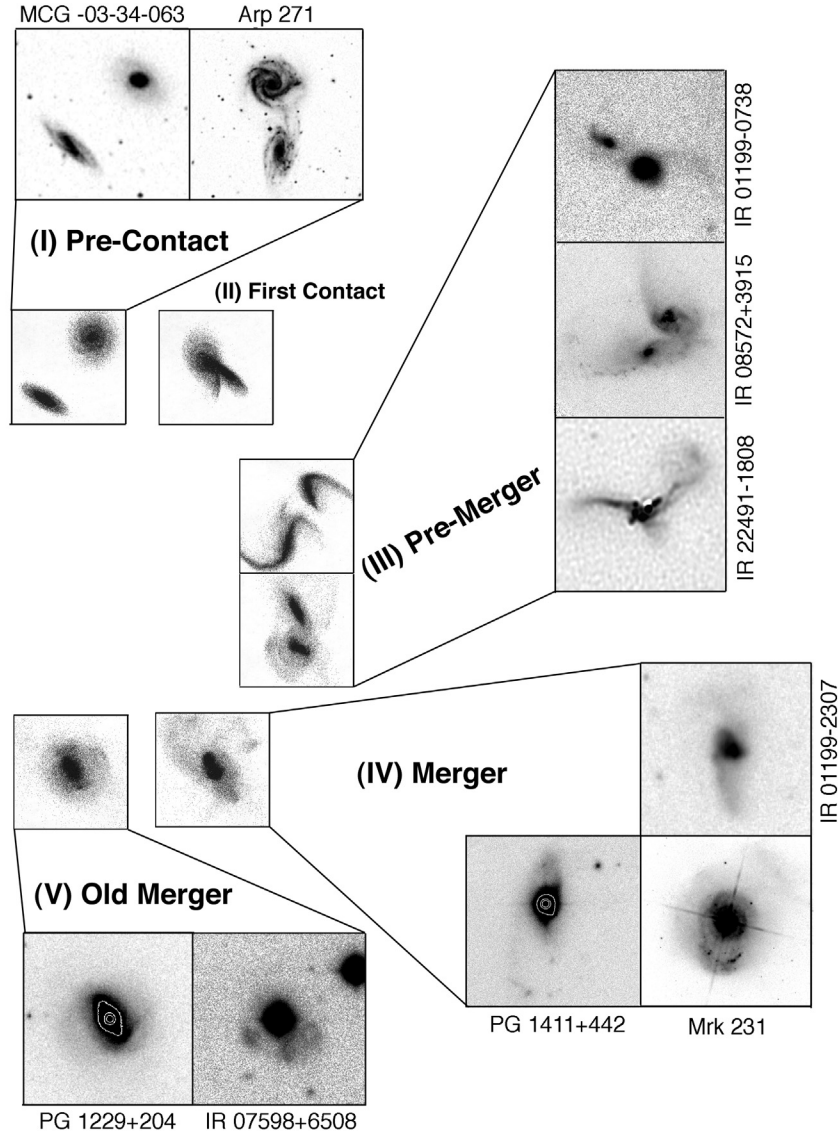 MCG -03-34-063
Arp 271
(I) Pre-Contact
(II) First Contact
IR 01199-0738
IR 08572+3915
IR 22491-1808
(III) Pre-Merger
(IV) Merger
IR 01199-2307
(V) Old Merger
PG 1411+442
Mrk 231
PG 1229+204
IR 07598+6508